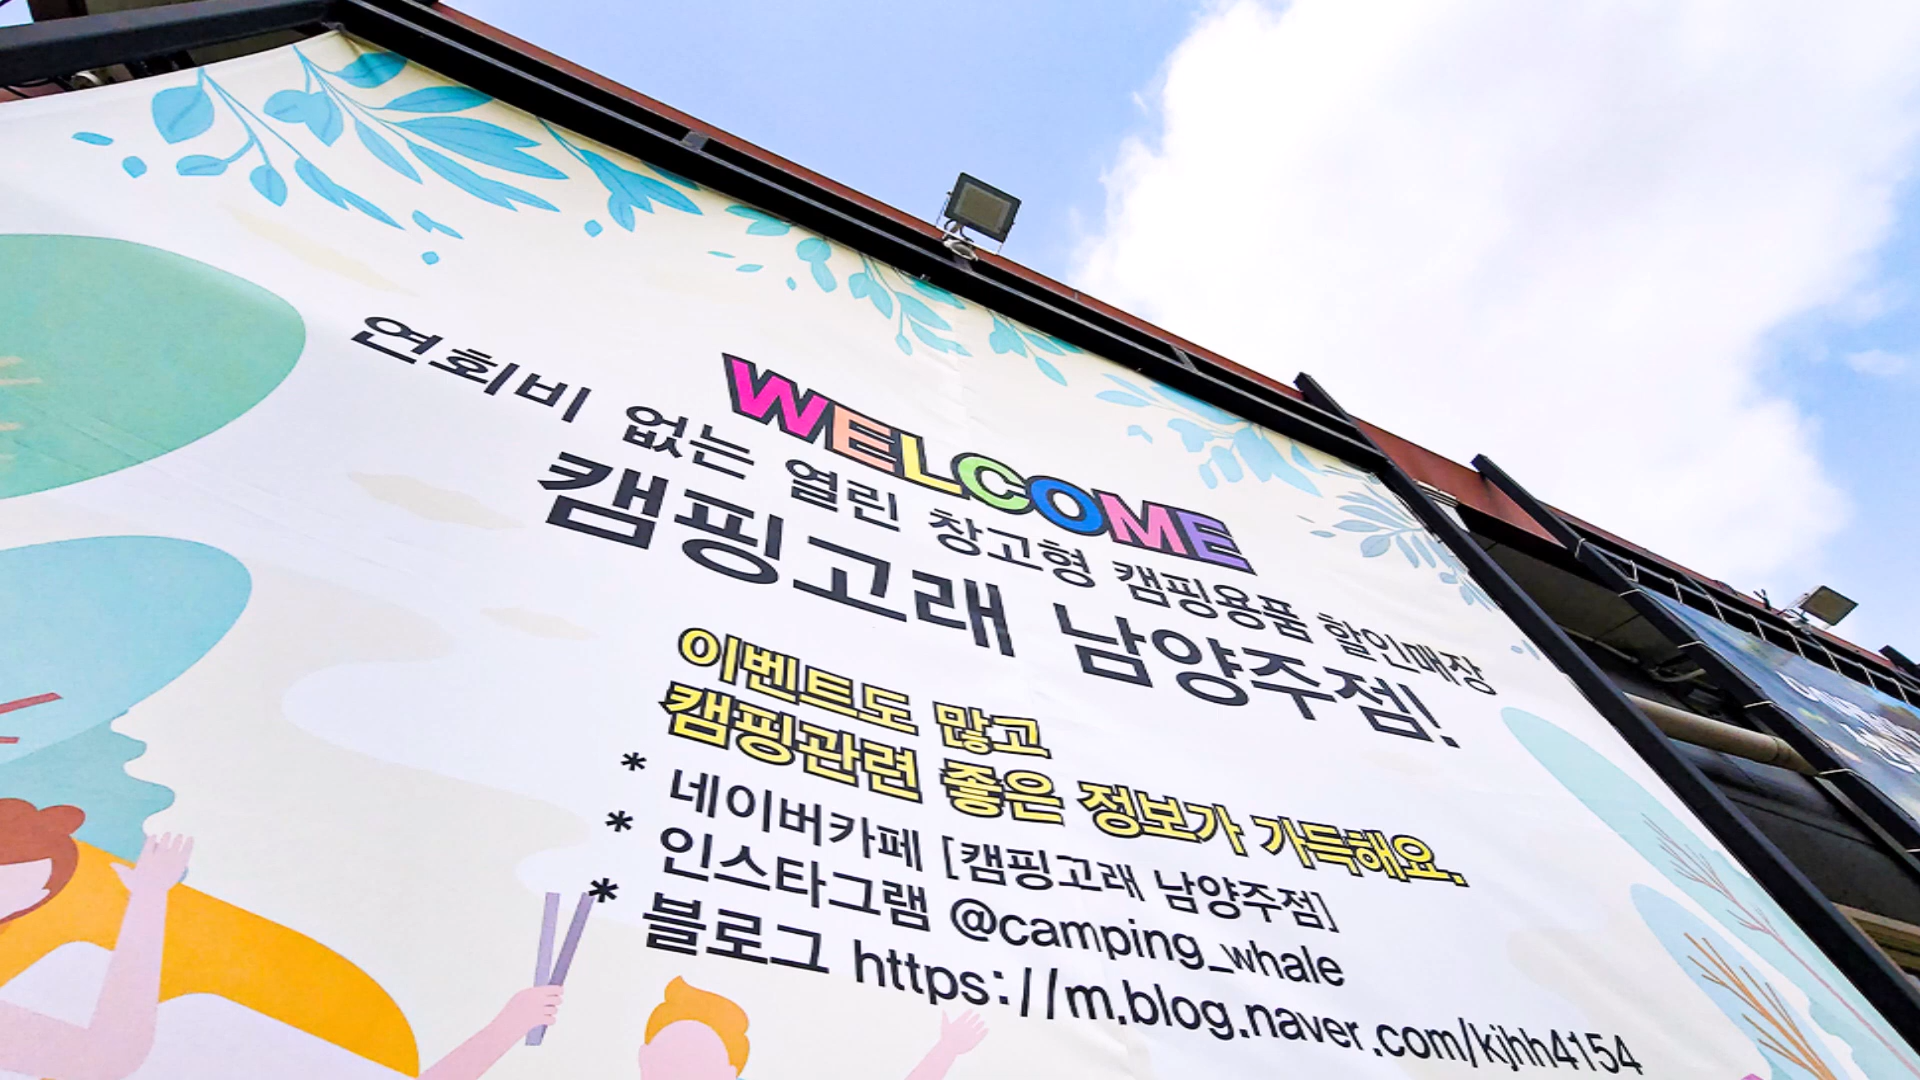 WELCOME
연회비 없는 열린 창고형 캠핑용품 할인매장
캠핑고래 남양주점!
이벤트도 많고
캠핑관련 좋은 정보가 가득해요.
* 네이버카페 [캠핑고래 남양주점]
* 인스타그램 @camping_whale
* 블로그 https://m.blog.naver.com/kjhh4154